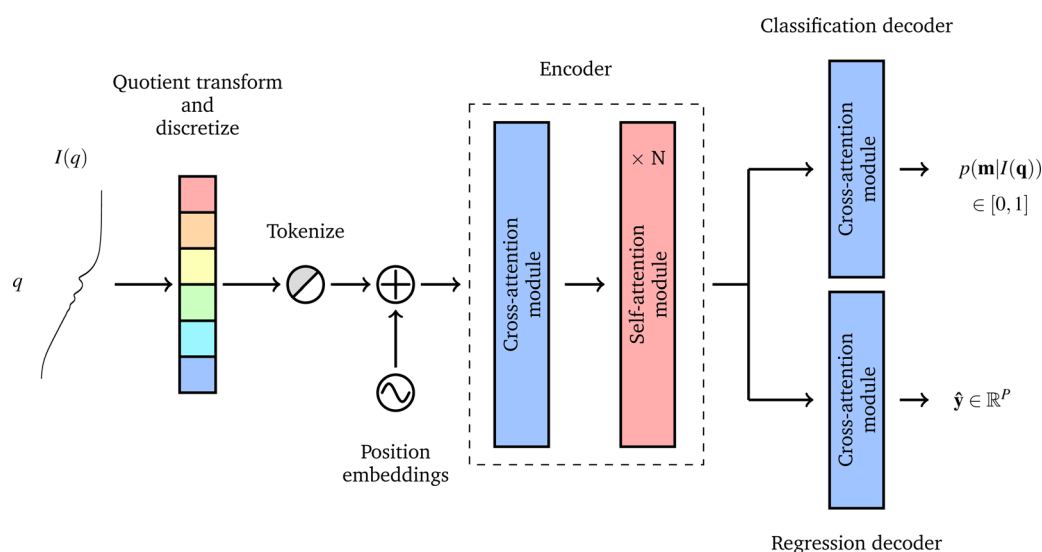 Classification decoder
Encoder
Quotient transform
and
discretize
I(q)
q
Tokenize
Position
embeddings
Cross-attention
module
× N
Self-attention
module
Cross-attention
module
p(𝐦|I(𝐪))
∈ [0, 1]
Cross-attention
module
𝐲̂ ∈ ℝᴾ
Regression decoder